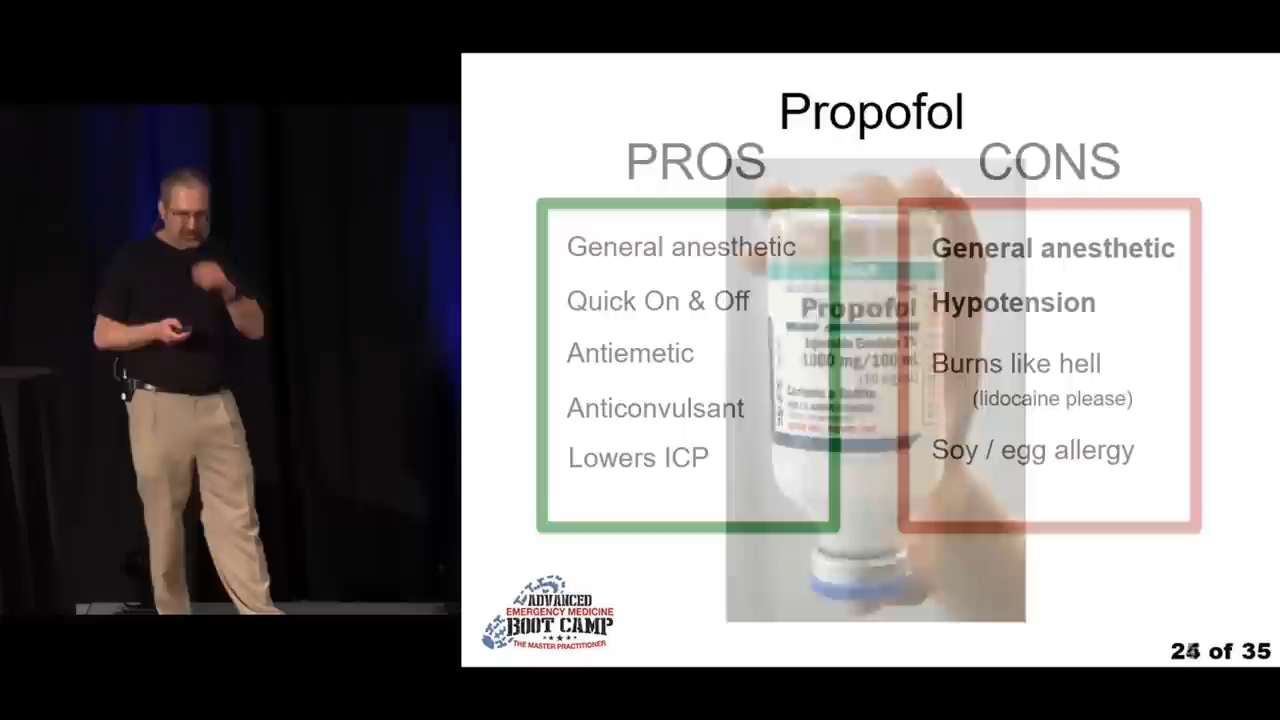 Propofol
PROS
CONS
General anesthetic
Quick On & Off
Antiemetic
Anticonvulsant
Lowers ICP
General anesthetic
Hypotension
Burns like hell
(lidocaine please)
Soy / egg allergy
Propofol
1000 mg/100 mL
ADVANCED
EMERGENCY MEDICINE
BOOT CAMP
THE MASTER PRACTITIONER
of 35